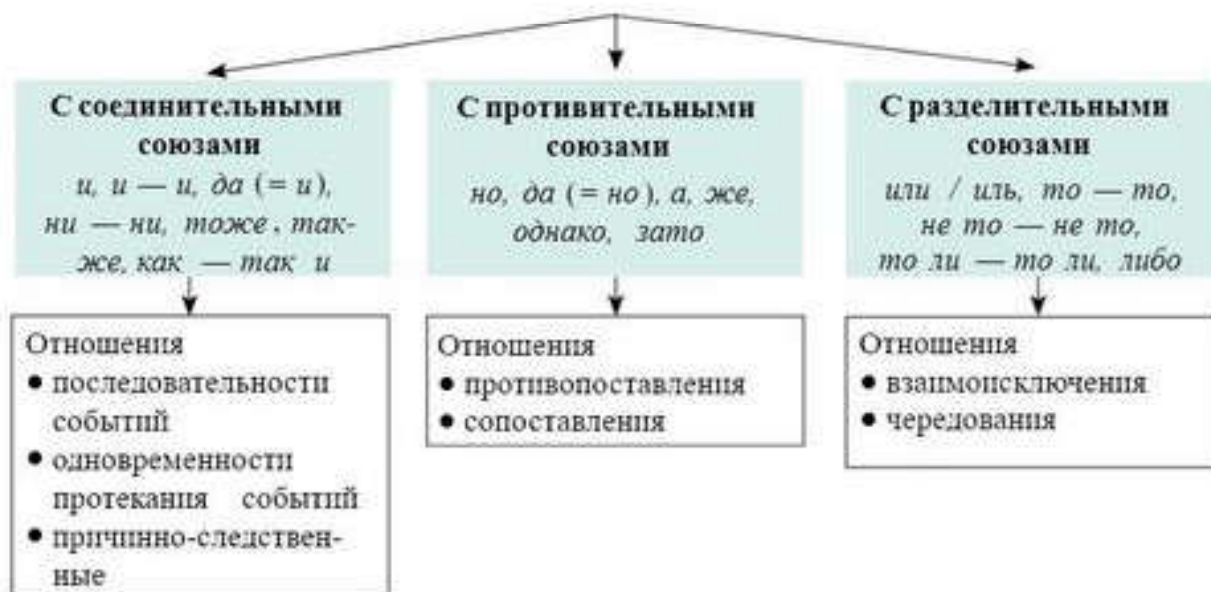 С соединительными
союзами
и, и — и, да (= и),
ни — ни, тоже, так-
же, как — так и
С противительными
союзами
но, да (= но), а, же,
однако, зато
С разделительными
союзами
или / иль, то — то,
не то — не то,
то ли — то ли, либо
Отношения
● последовательности
событий
● одновременности
протекания событий
● причинно-следствен-
ные
Отношения
● противопоставления
● сопоставления
Отношения
● взаимоисключения
● чередования